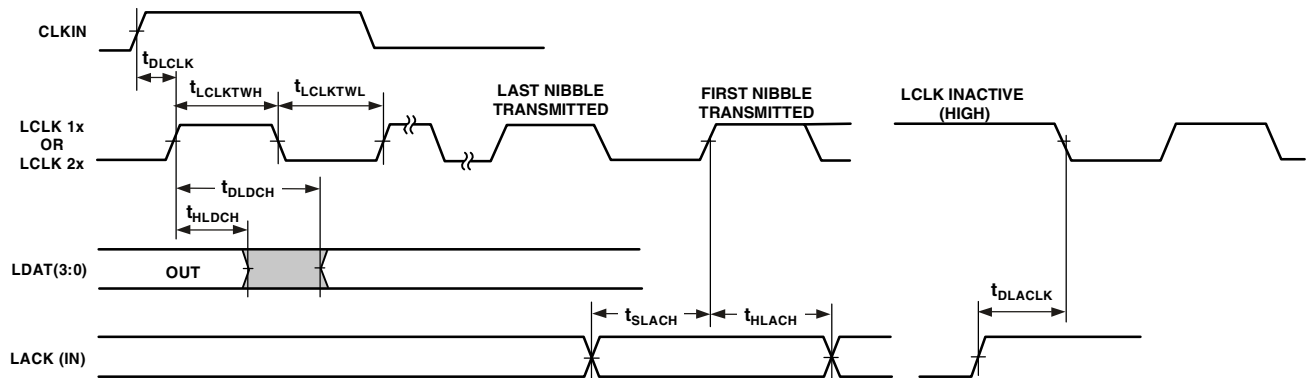 CLKIN
tDLCLK
tLCLKTWH
tLCLKTWL
LAST NIBBLE
TRANSMITTED
FIRST NIBBLE
TRANSMITTED
LCLK INACTIVE
(HIGH)
LCLK 1x
OR
LCLK 2x
tDLDCH
tHLDCH
LDAT(3:0)
OUT
tDLACLK
tSLACH
tHLACH
LACK (IN)